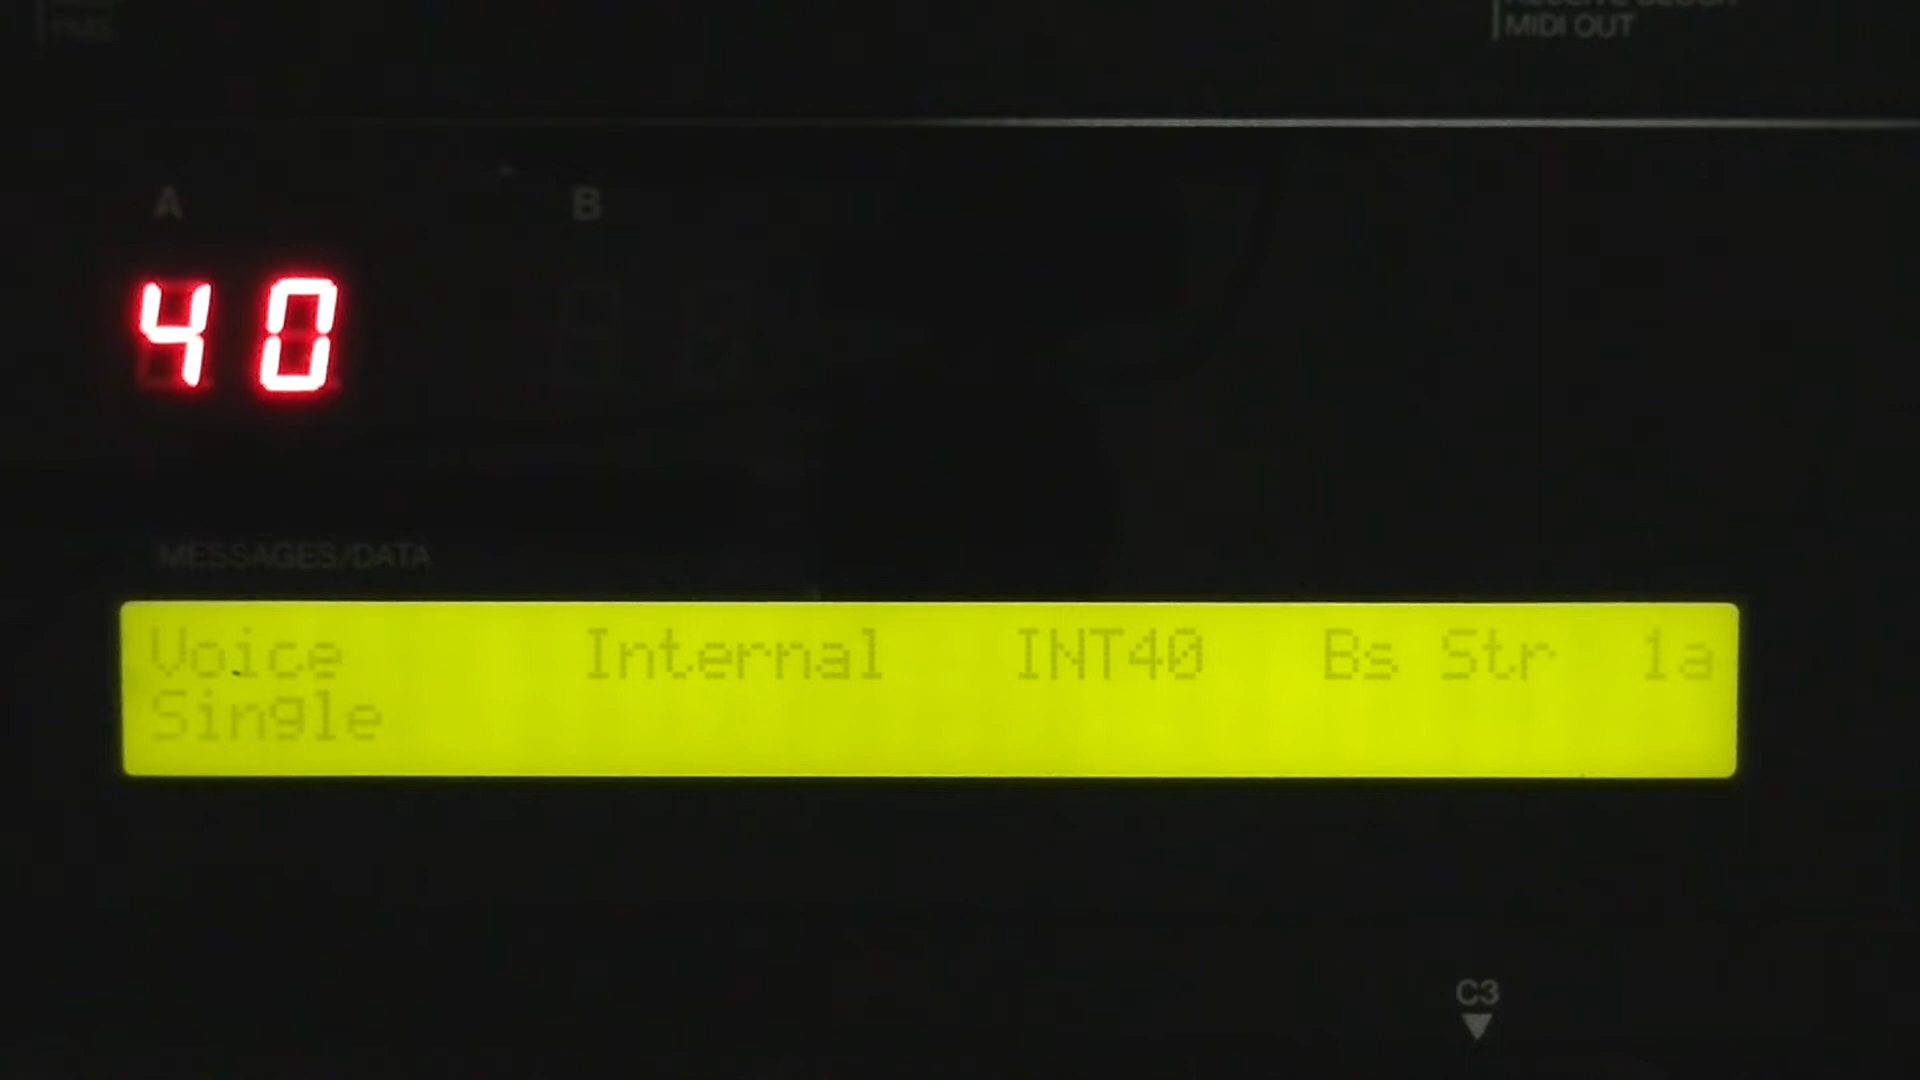 MIDI OUT
A B
40
MESSAGES/DATA
Voice Internal INT40 Bs Str 1a
Single
C3